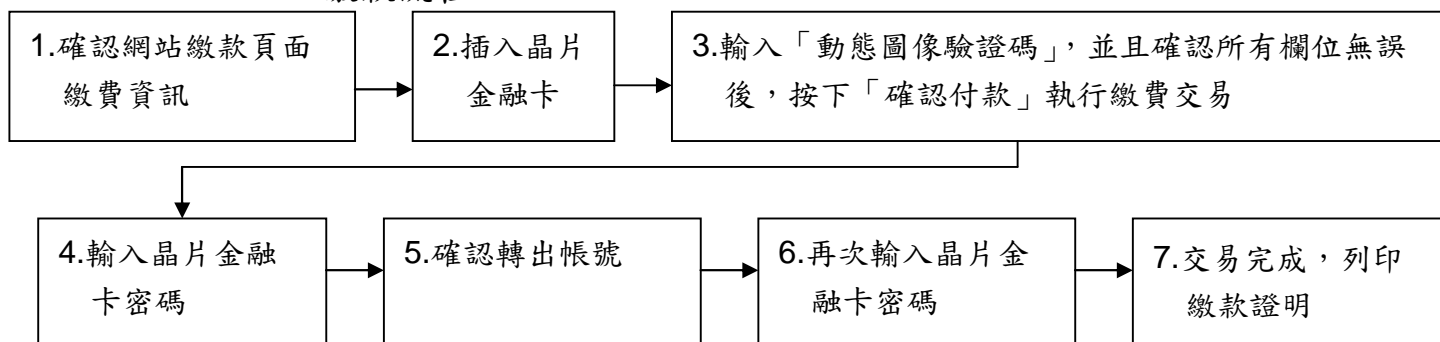 1.確認網站繳款頁面
繳費資訊
2.插入晶片
金融卡
3.輸入「動態圖像驗證碼」，並且確認所有欄位無誤
後，按下「確認付款」執行繳費交易
4.輸入晶片金融
卡密碼
5.確認轉出帳號
6.再次輸入晶片金
融卡密碼
7.交易完成，列印
繳款證明